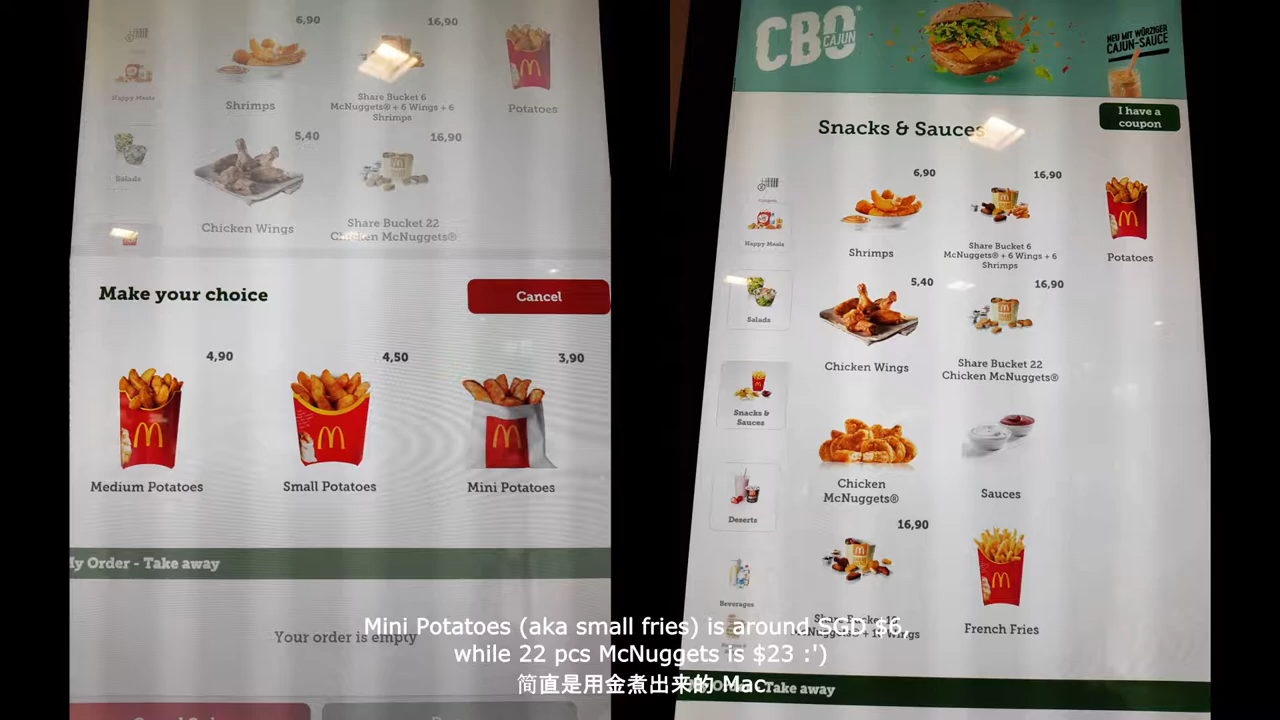 6,90
16,90
Happy Meals
Shrimps
Share Bucket 6
McNuggets® + 6 Wings + 6
Shrimps
Potatoes
5,40
16,90
Salads
Chicken Wings
Share Bucket 22
Chicken McNuggets®
Make your choice
Cancel
4,90
4,50
3,90
Medium Potatoes
Small Potatoes
Mini Potatoes
My Order - Take away
Your order is empty
CBO®
CAJUN
NEU MIT WÜRZIGER
CAJUN-SAUCE
I have a
coupon
Snacks & Sauces
6,90
16,90
Happy Meals
Shrimps
Share Bucket 6
McNuggets® + 6 Wings + 6
Shrimps
Potatoes
5,40
16,90
Salads
Chicken Wings
Share Bucket 22
Chicken McNuggets®
Snacks &
Sauces
Chicken
McNuggets®
Sauces
Deserts
16,90
Beverages
French Fries
Take away
Mini Potatoes (aka small fries) is around SGD $6,
while 22 pcs McNuggets is $23 :')
简直是用金煮出来的 Mac